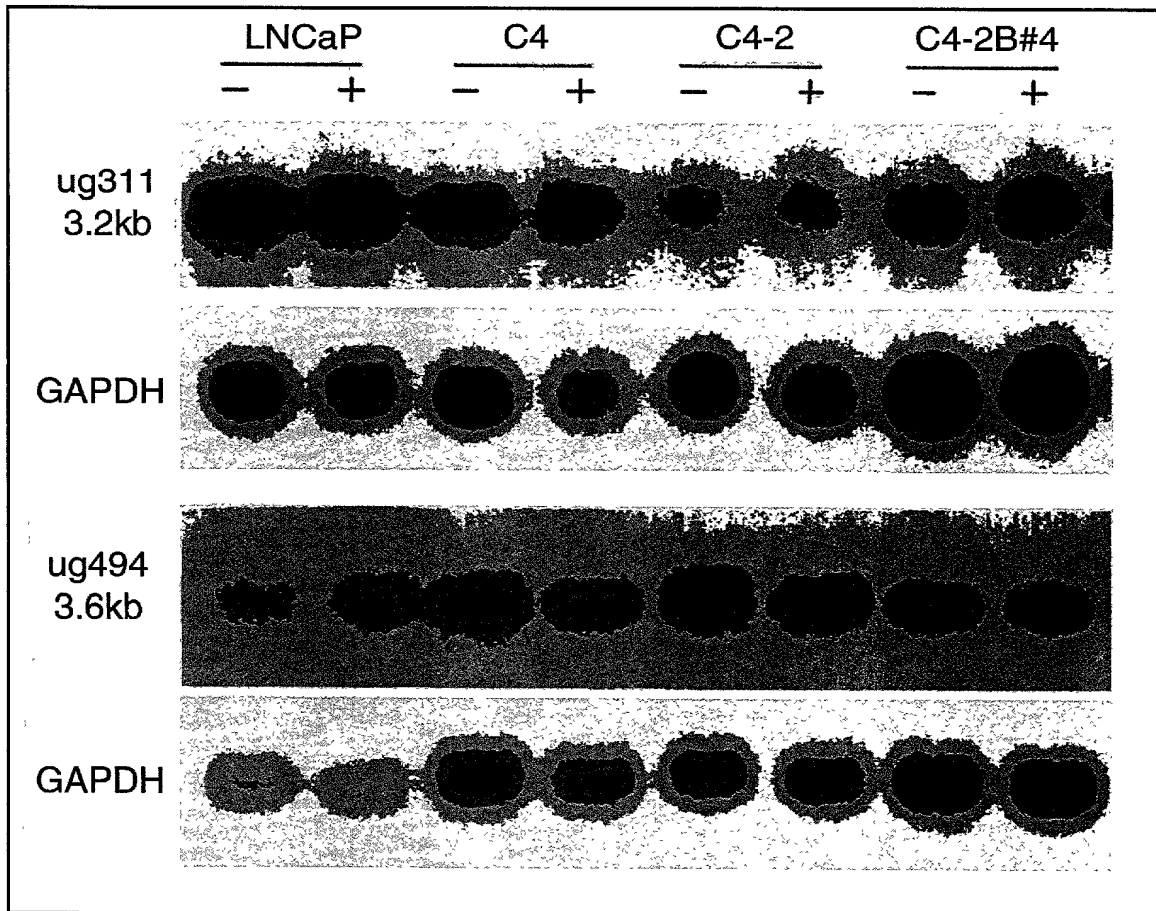 LNCaP C4 C4-2 C4-2B#4
− + − + − + − +
ug311
3.2kb
GAPDH
ug494
3.6kb
GAPDH